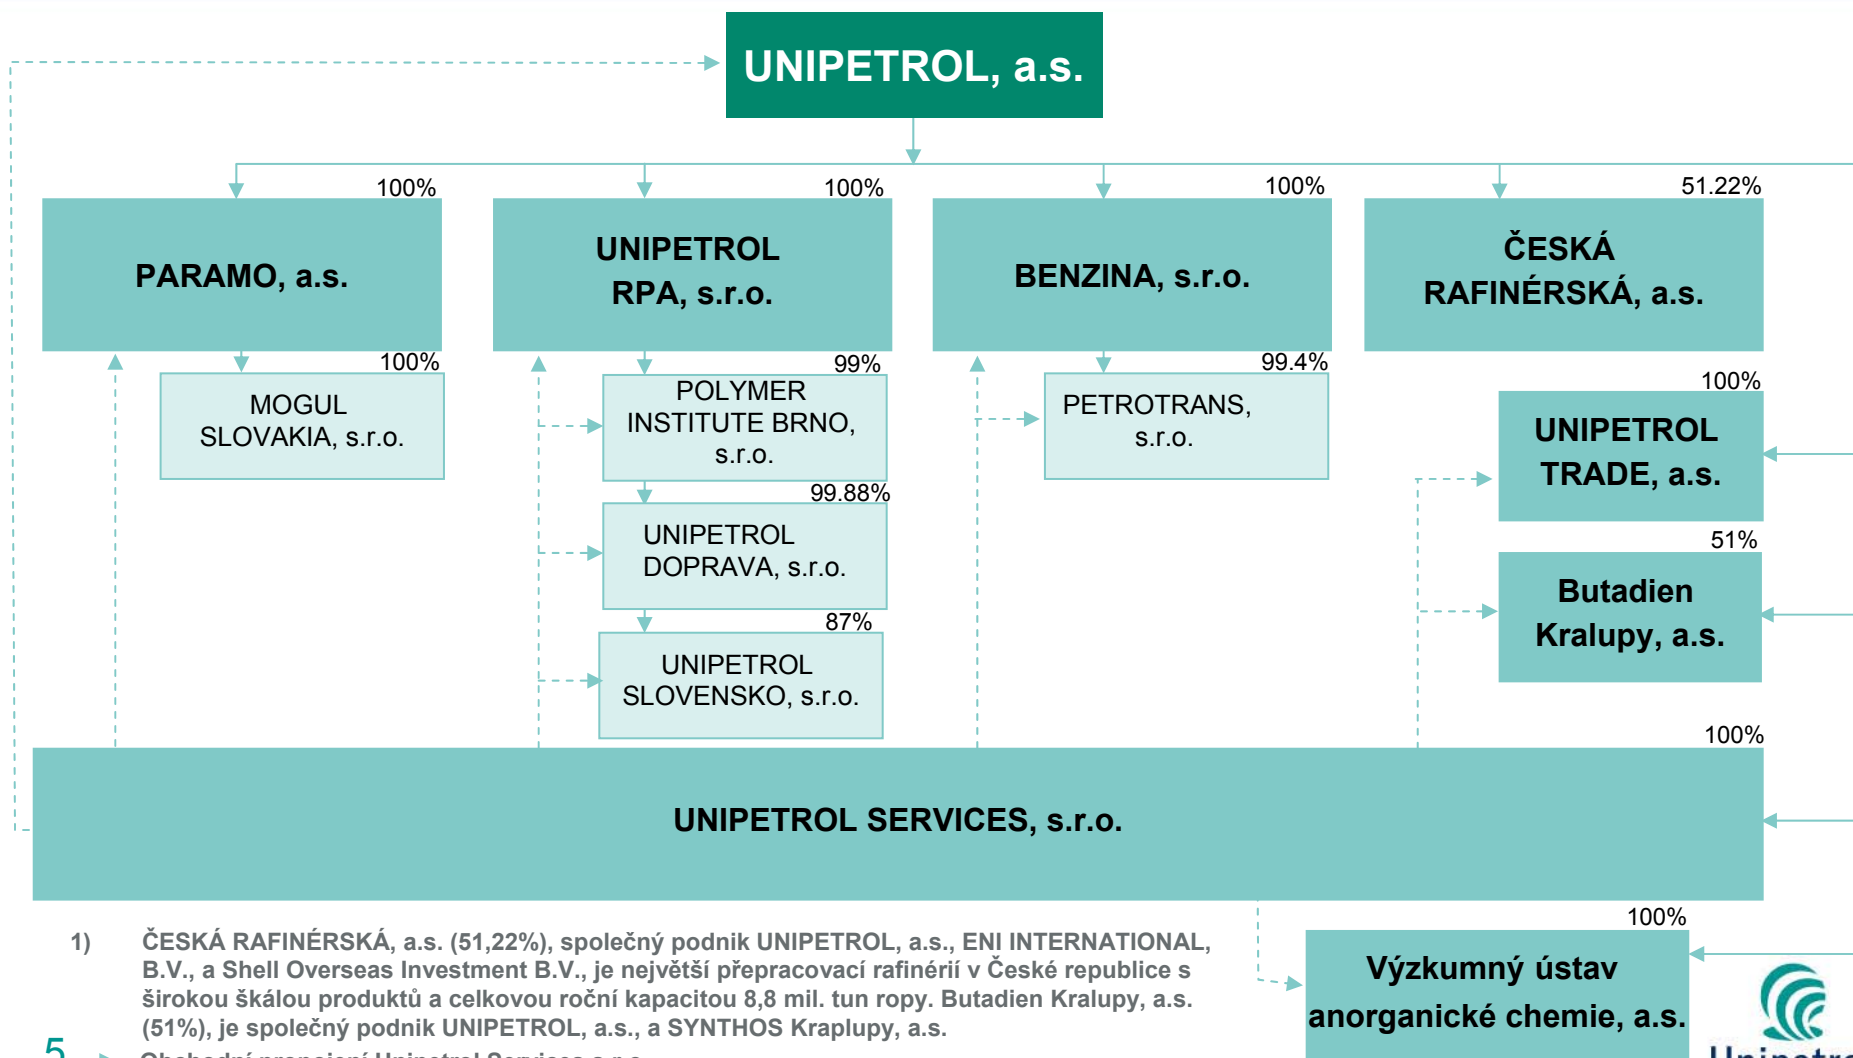 UNIPETROL, a.s.
100%
100%
100%
51.22%
PARAMO, a.s.
UNIPETROL
RPA, s.r.o.
BENZINA, s.r.o.
ČESKÁ
RAFINÉRSKÁ, a.s.
100%
MOGUL
SLOVAKIA, s.r.o.
99%
POLYMER
INSTITUTE BRNO,
s.r.o.
99.88%
UNIPETROL
DOPRAVA, s.r.o.
87%
UNIPETROL
SLOVENSKO, s.r.o.
99.4%
PETROTRANS,
s.r.o.
100%
UNIPETROL
TRADE, a.s.
51%
Butadien
Kralupy, a.s.
100%
UNIPETROL SERVICES, s.r.o.
100%
Výzkumný ústav
anorganické chemie, a.s.
1) ČESKÁ RAFINÉRSKÁ, a.s. (51,22%), společný podnik UNIPETROL, a.s., ENI INTERNATIONAL,
B.V., a Shell Overseas Investment B.V., je největší přepracovací rafinérií v České republice s
širokou škálou produktů a celkovou roční kapacitou 8,8 mil. tun ropy. Butadien Kralupy, a.s.
(51%), je společný podnik UNIPETROL, a.s., a SYNTHOS Kraplupy, a.s.
5
Obchodní propojení Unipetrol Services s.r.o.